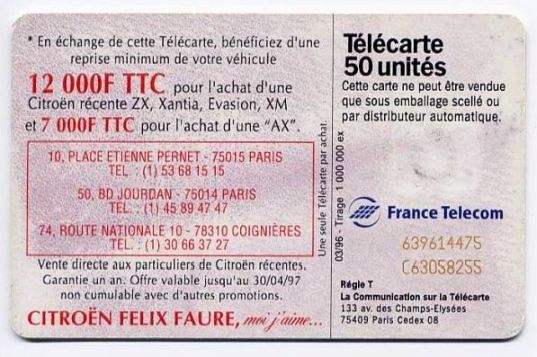 * En échange de cette Télécarte, bénéficiez d'une
reprise minimum de votre véhicule
12 000F TTC pour l'achat d'une
Citroën récente ZX, Xantia, Evasion, XM
et 7 000F TTC pour l'achat d'une "AX".
10, PLACE ETIENNE PERNET - 75015 PARIS
TEL. : (1) 53 68 15 15
50, BD JOURDAN - 75014 PARIS
TEL. : (1) 45 89 47 47
74, ROUTE NATIONALE 10 - 78310 COIGNIÈRES
TEL. : (1) 30 66 37 27
Vente directe aux particuliers de Citroën récentes.
Garantie un an. Offre valable jusqu'au 30/04/97
non cumulable avec d'autres promotions.
CITROËN FELIX FAURE, moi j'aime...
Une seule Télécarte par achat.
03/96 - Tirage 1 000 000 ex
Télécarte
50 unités
Cette carte ne peut être vendue
que sous emballage scellé ou
par distributeur automatique.
France Telecom
639614475
C63058255
Régie T
La Communication sur la Télécarte
133 av. des Champs-Elysées
75409 Paris Cedex 08